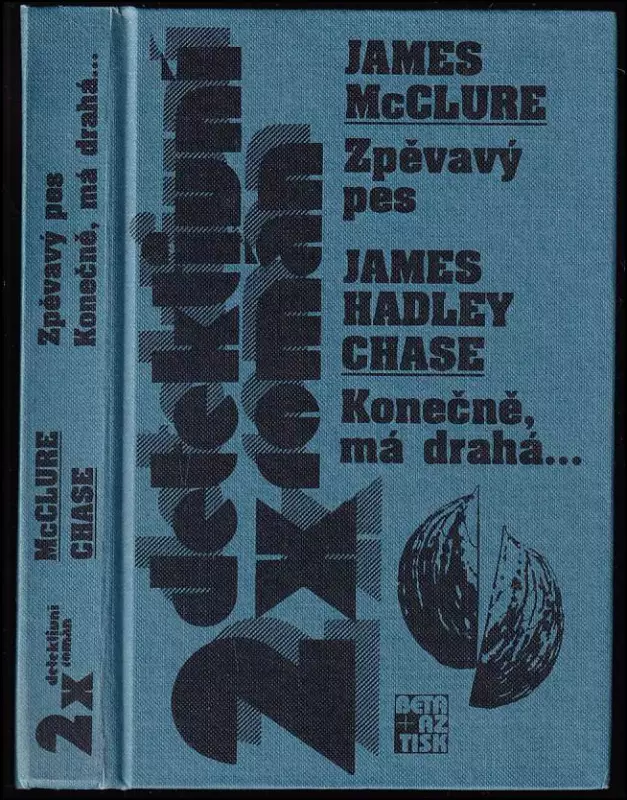 JAMES
McCLURE
Zpěvavý
pes
JAMES
HADLEY
CHASE
Konečně,
má drahá...
2x detektivní
román
BETA
+AZ
TISK
Zpěvavý pes
Konečně, má drahá...
McCLURE
CHASE
2x detektivní
román